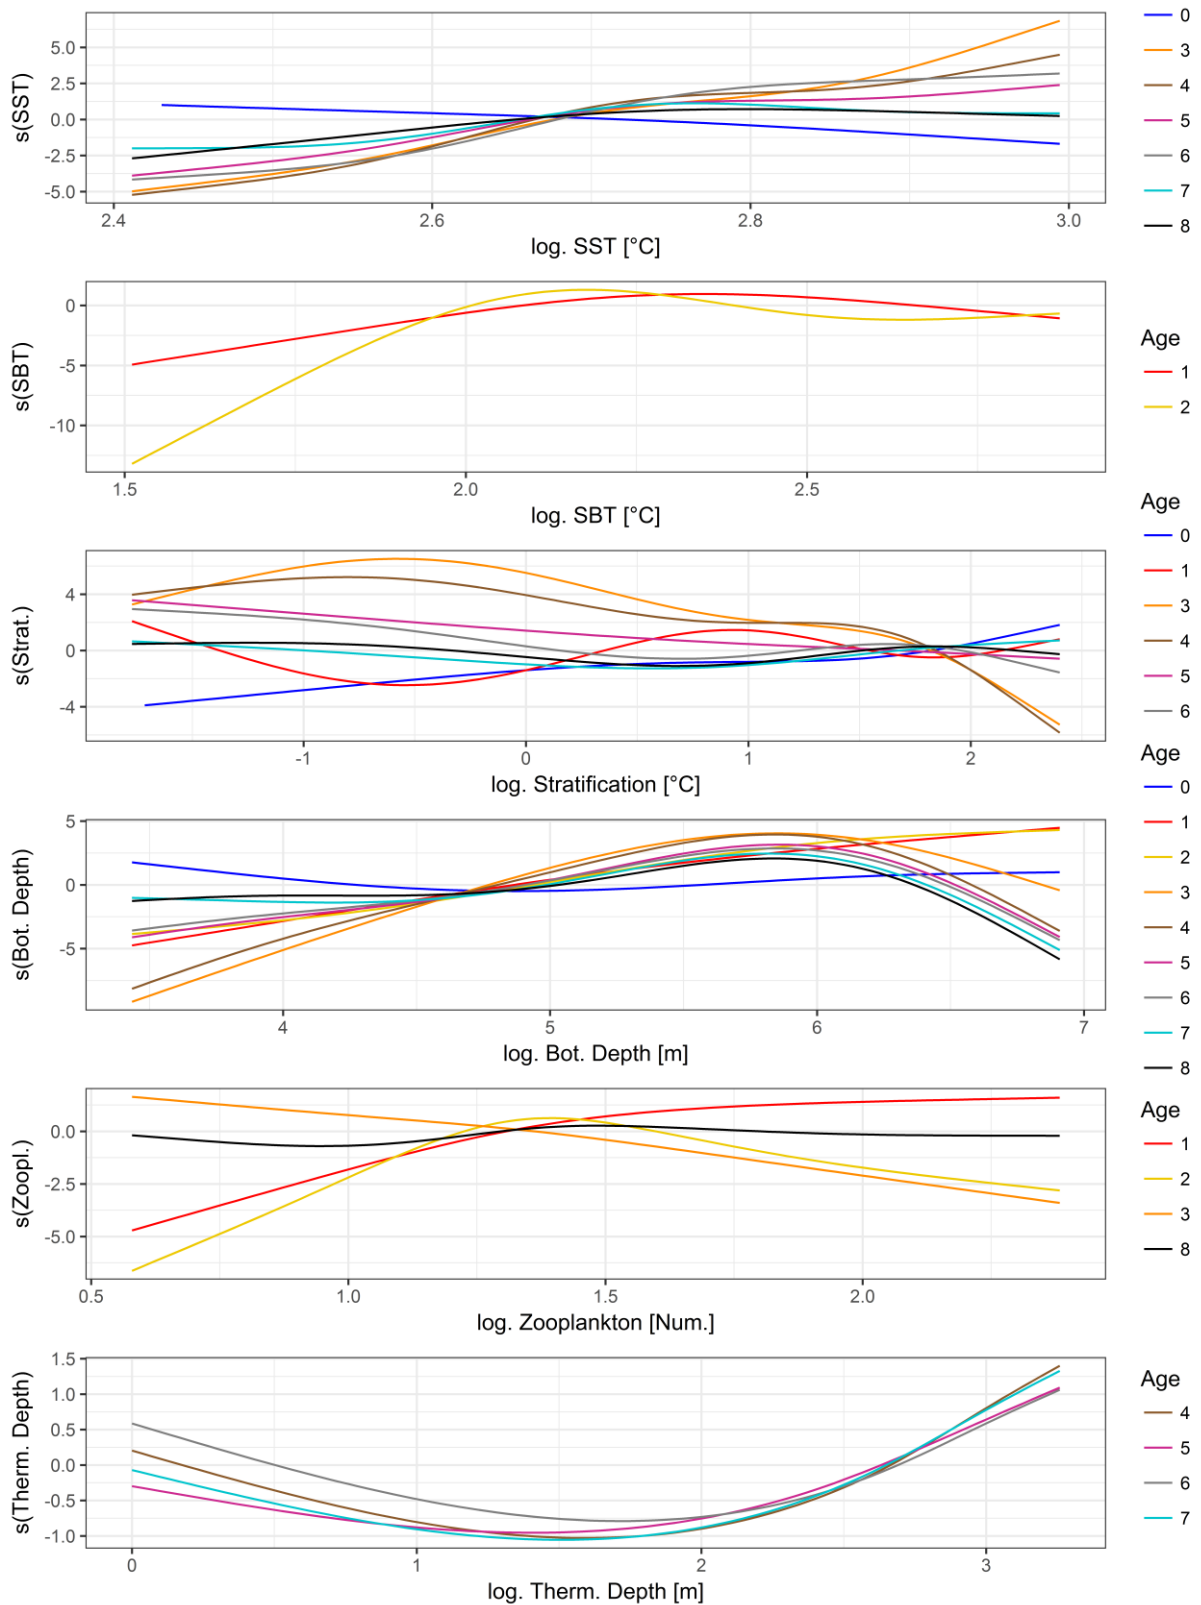 s(SST)
5.0
2.5
0.0
-2.5
-5.0
2.4 2.6 2.8 3.0
log. SST [°C]
0
3
4
5
6
7
8
s(SBT)
0
-5
-10
1.5 2.0 2.5
log. SBT [°C]
Age
1
2
s(Strat.)
4
0
-4
-1 0 1 2
log. Stratification [°C]
Age
0
1
3
4
5
6
s(Bot. Depth)
5
0
-5
4 5 6 7
log. Bot. Depth [m]
Age
0
1
2
3
4
5
6
7
8
s(Zoopl.)
0.0
-2.5
-5.0
0.5 1.0 1.5 2.0
log. Zooplankton [Num.]
Age
1
2
3
8
s(Therm. Depth)
1.5
1.0
0.5
0.0
-0.5
-1.0
0 1 2 3
log. Therm. Depth [m]
Age
4
5
6
7